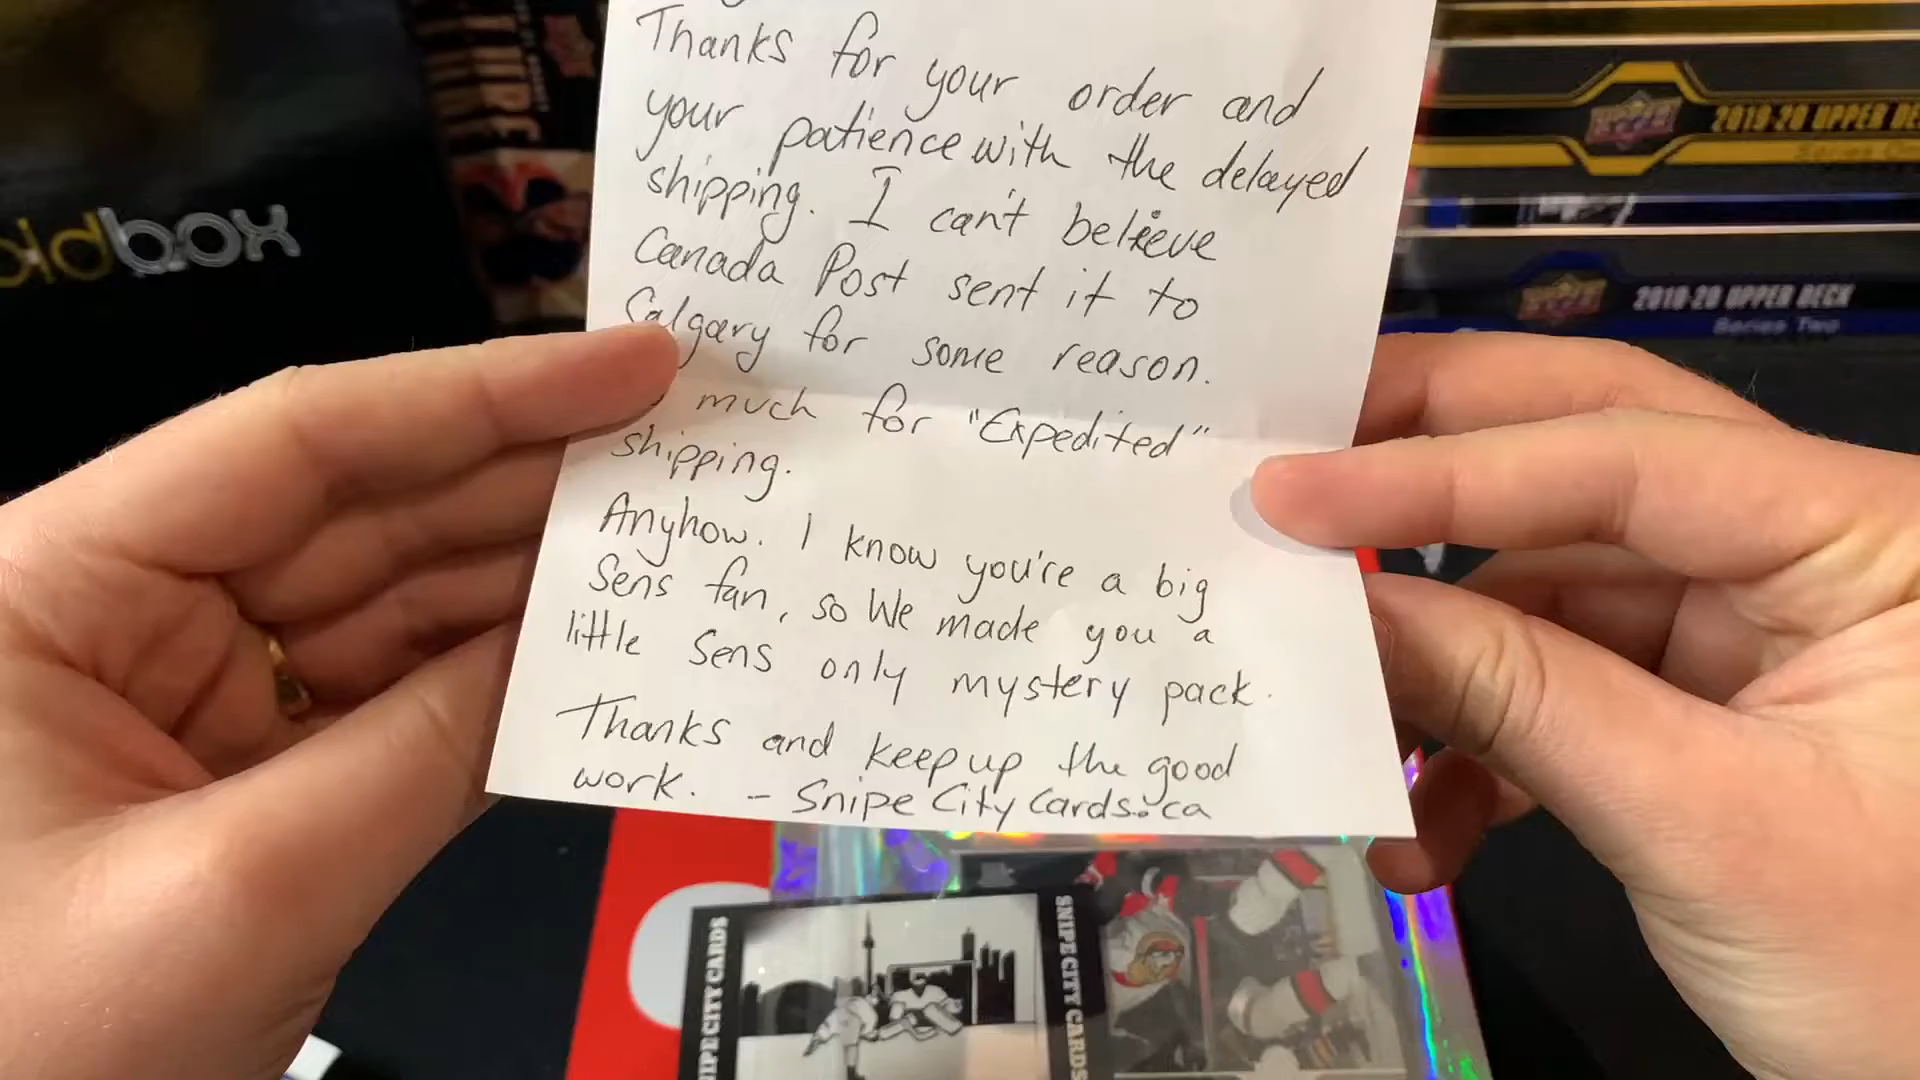 Thanks for your order and
your patience with the delayed
shipping. I can't believe
Canada Post sent it to
Calgary for some reason.
much for "Expedited"
shipping.
Anyhow. I know you're a big
Sens fan, so We made you a
little Sens only mystery pack.
Thanks and keep up the good
work. - Snipe City Cards.ca
oidbox
2019-20 UPPER DECK
2019-20 UPPER DECK
Series Two
SNIPE CITY CARDS
SNIPE CITY CARDS